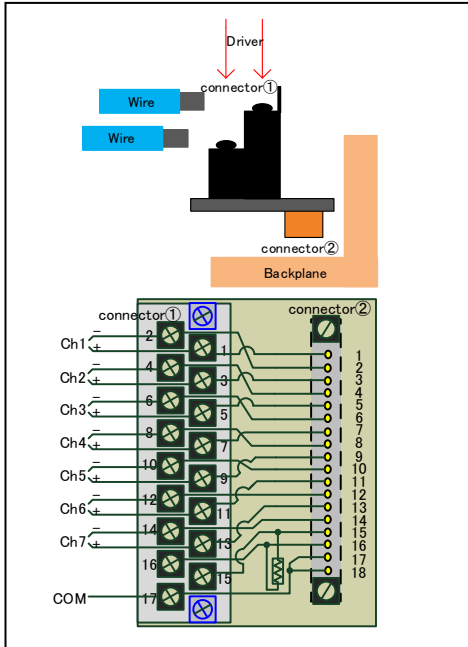 Driver
connector①
Wire
Wire
connector②
Backplane
connector①
connector②
Ch1 − +
Ch2 − +
Ch3 − +
Ch4 − +
Ch5 − +
Ch6 − +
Ch7 − +
COM
2
1
4
3
6
5
8
7
10
9
12
11
14
13
16
15
17
1
2
3
4
5
6
7
8
9
10
11
12
13
14
15
16
17
18